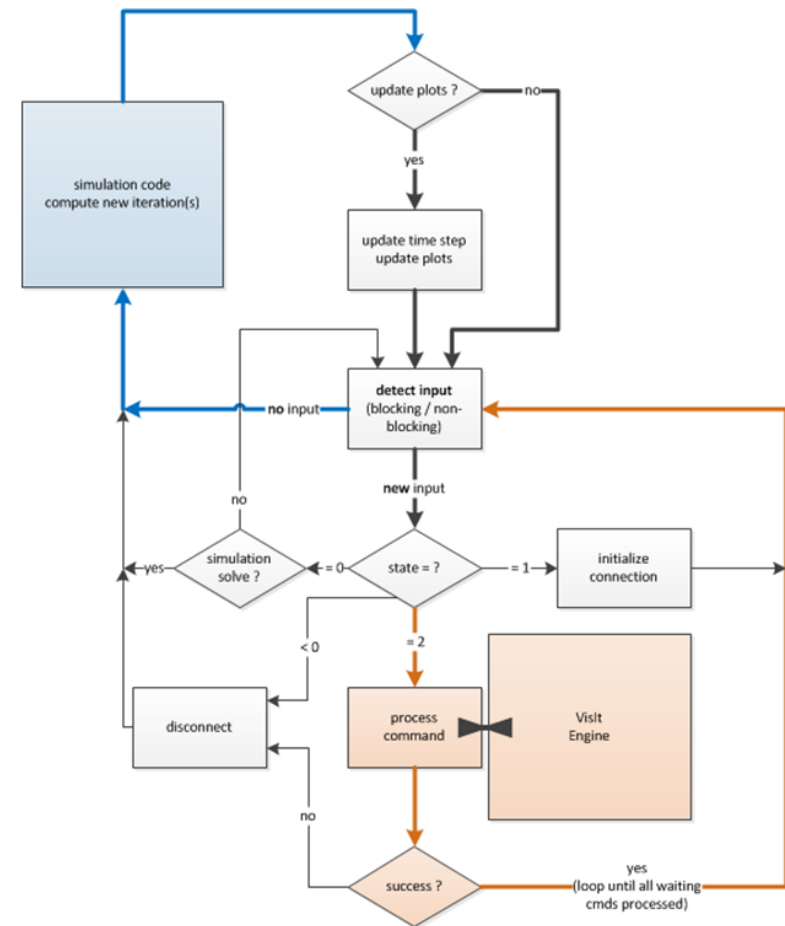 update plots ?
no
simulation code
compute new iteration(s)
yes
update time step
update plots
detect input
(blocking / non-
blocking)
no input
new input
no
simulation
solve ?
yes
= 0
state = ?
= 1
initialize
connection
< 0
= 2
disconnect
process
command
VisIt
Engine
no
success ?
yes
(loop until all waiting
cmds processed)